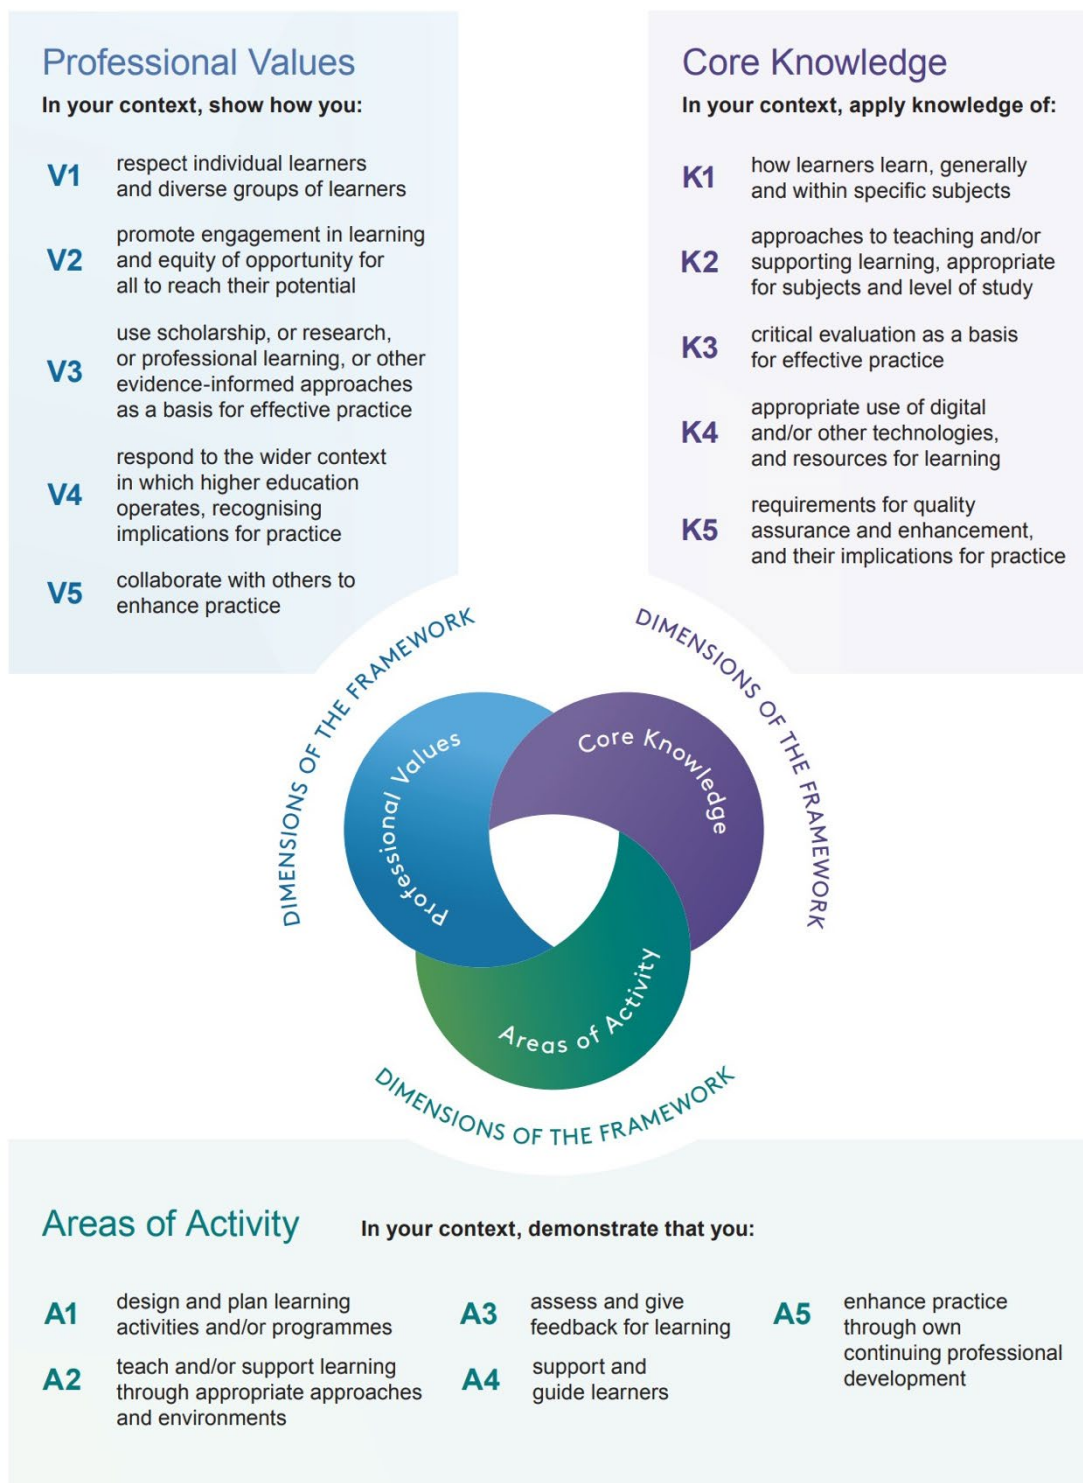 Professional Values
In your context, show how you:
V1 respect individual learners
and diverse groups of learners
V2 promote engagement in learning
and equity of opportunity for
all to reach their potential
V3 use scholarship, or research,
or professional learning, or other
evidence-informed approaches
as a basis for effective practice
V4 respond to the wider context
in which higher education
operates, recognising
implications for practice
V5 collaborate with others to
enhance practice
Core Knowledge
In your context, apply knowledge of:
K1 how learners learn, generally
and within specific subjects
K2 approaches to teaching and/or
supporting learning, appropriate
for subjects and level of study
K3 critical evaluation as a basis
for effective practice
K4 appropriate use of digital
and/or other technologies,
and resources for learning
K5 requirements for quality
assurance and enhancement,
and their implications for practice
DIMENSIONS OF THE FRAMEWORK
DIMENSIONS OF THE FRAMEWORK
Professional Values
Core Knowledge
Areas of Activity
DIMENSIONS OF THE FRAMEWORK
Areas of Activity
In your context, demonstrate that you:
A1 design and plan learning
activities and/or programmes
A2 teach and/or support learning
through appropriate approaches
and environments
A3 assess and give
feedback for learning
A4 support and
guide learners
A5 enhance practice
through own
continuing professional
development